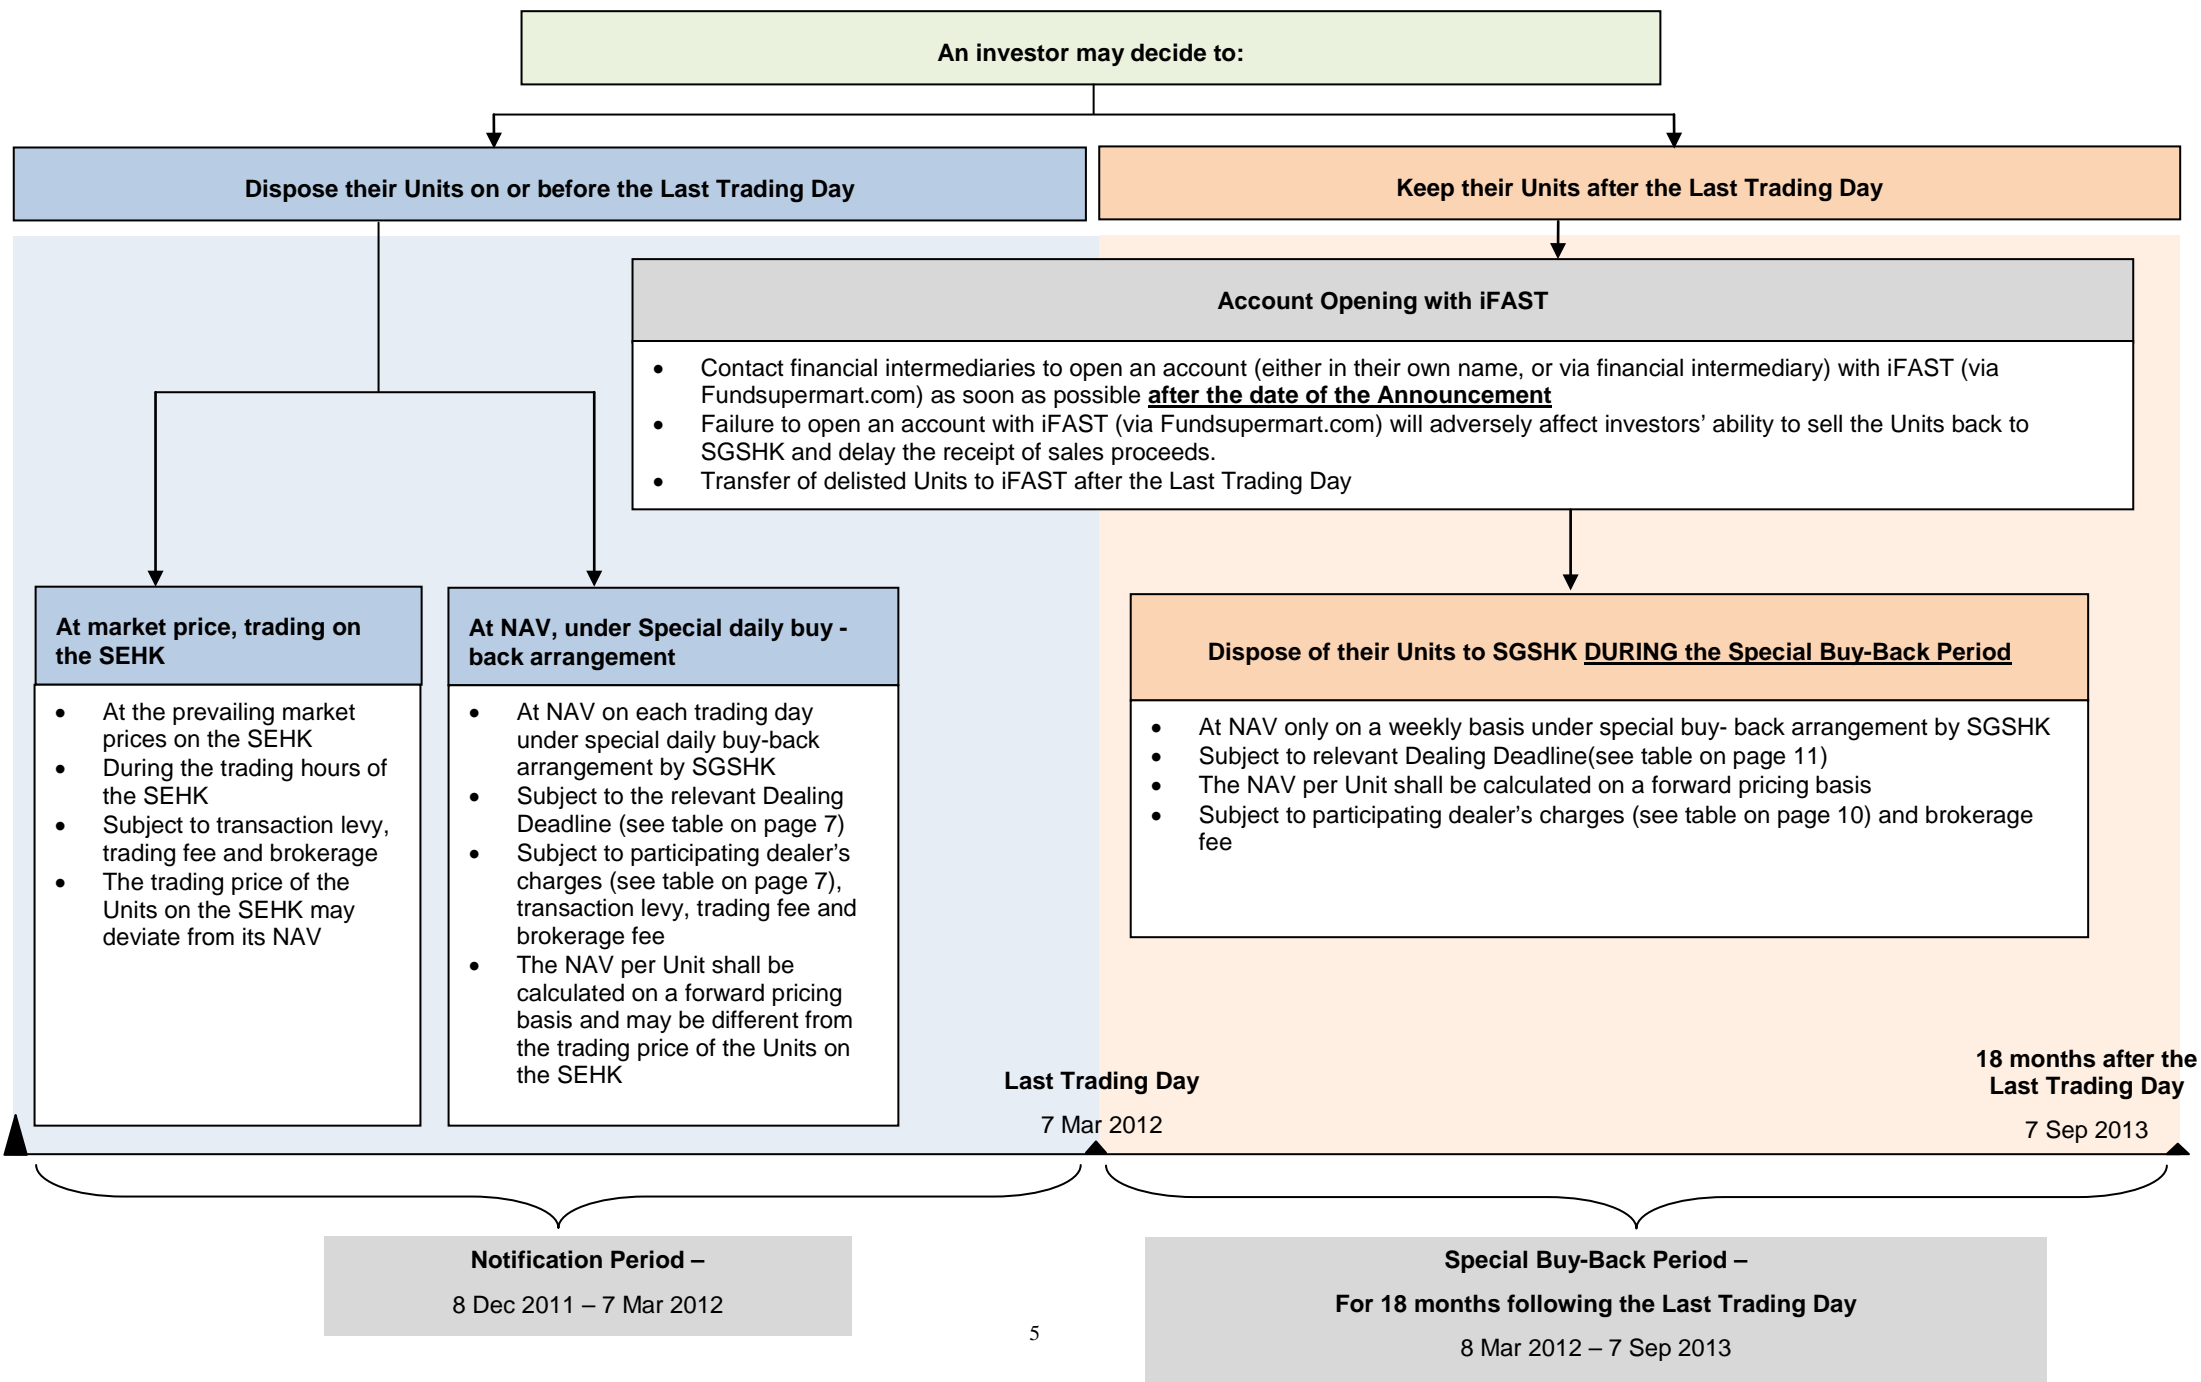 An investor may decide to:
Dispose their Units on or before the Last Trading Day
Keep their Units after the Last Trading Day
Account Opening with iFAST
• Contact financial intermediaries to open an account (either in their own name, or via financial intermediary) with iFAST (via
Fundsupermart.com) as soon as possible after the date of the Announcement
• Failure to open an account with iFAST (via Fundsupermart.com) will adversely affect investors’ ability to sell the Units back to
SGSHK and delay the receipt of sales proceeds.
• Transfer of delisted Units to iFAST after the Last Trading Day
At market price, trading on
the SEHK
• At the prevailing market
prices on the SEHK
• During the trading hours of
the SEHK
• Subject to transaction levy,
trading fee and brokerage
• The trading price of the
Units on the SEHK may
deviate from its NAV
At NAV, under Special daily buy -
back arrangement
• At NAV on each trading day
under special daily buy-back
arrangement by SGSHK
• Subject to the relevant Dealing
Deadline (see table on page 7)
• Subject to participating dealer’s
charges (see table on page 7),
transaction levy, trading fee and
brokerage fee
• The NAV per Unit shall be
calculated on a forward pricing
basis and may be different from
the trading price of the Units on
the SEHK
Dispose of their Units to SGSHK DURING the Special Buy-Back Period
• At NAV only on a weekly basis under special buy- back arrangement by SGSHK
• Subject to relevant Dealing Deadline(see table on page 11)
• The NAV per Unit shall be calculated on a forward pricing basis
• Subject to participating dealer’s charges (see table on page 10) and brokerage
fee
Last Trading Day
7 Mar 2012
18 months after the
Last Trading Day
7 Sep 2013
Notification Period –
8 Dec 2011 – 7 Mar 2012
Special Buy-Back Period –
For 18 months following the Last Trading Day
8 Mar 2012 – 7 Sep 2013
5